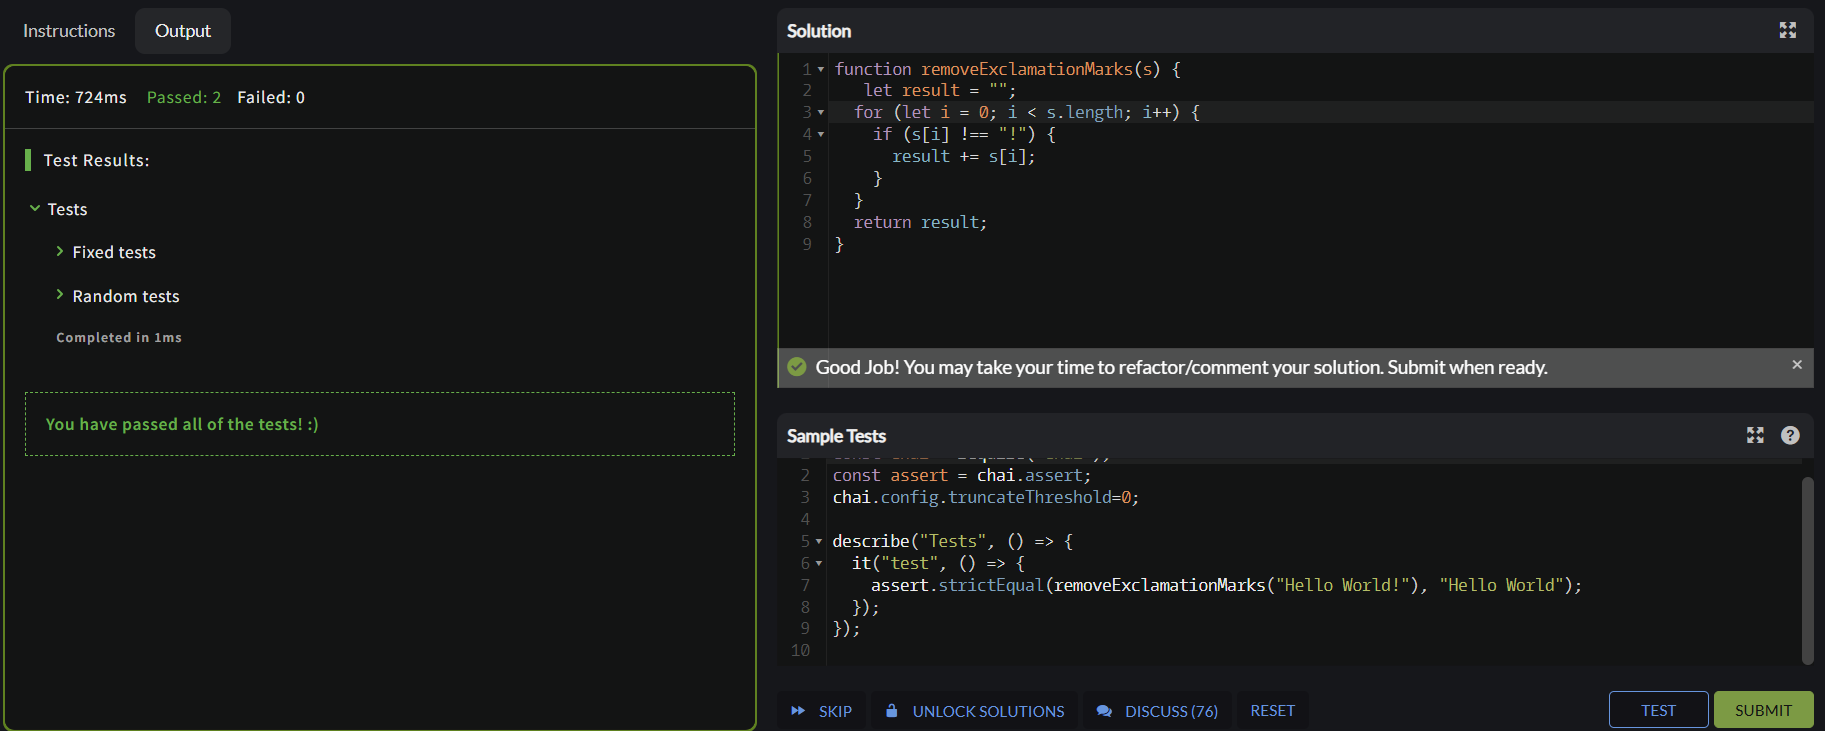 Instructions
Output
Time: 724ms Passed: 2 Failed: 0
Test Results:
Tests
Fixed tests
Random tests
Completed in 1ms
You have passed all of the tests! :)
Solution
1 function removeExclamationMarks(s) {
2    let result = "";
3   for (let i = 0; i < s.length; i++) {
4     if (s[i] !== "!") {
5       result += s[i];
6     }
7   }
8   return result;
9 }
Good Job! You may take your time to refactor/comment your solution. Submit when ready.
Sample Tests
2 const assert = chai.assert;
3 chai.config.truncateThreshold=0;
4
5 describe("Tests", () => {
6   it("test", () => {
7     assert.strictEqual(removeExclamationMarks("Hello World!"), "Hello World");
8   });
9 });
10
SKIP
UNLOCK SOLUTIONS
DISCUSS (76)
RESET
TEST
SUBMIT